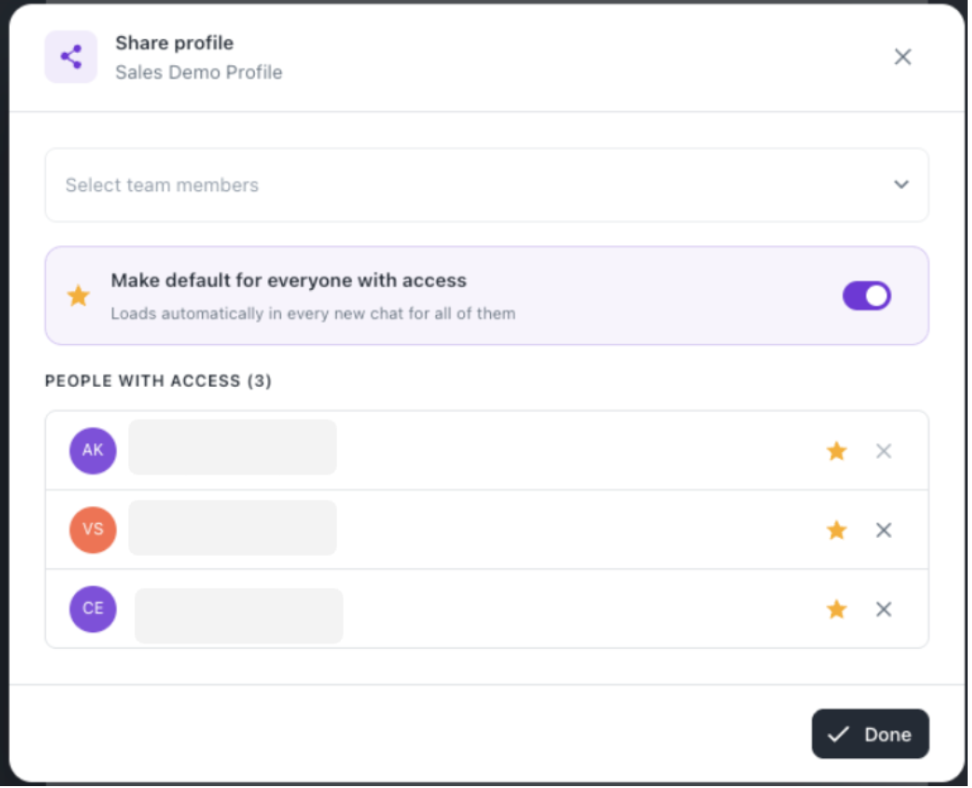 Share profile
Sales Demo Profile
Select team members
Make default for everyone with access
Loads automatically in every new chat for all of them
PEOPLE WITH ACCESS (3)
AK
VS
CE
Done